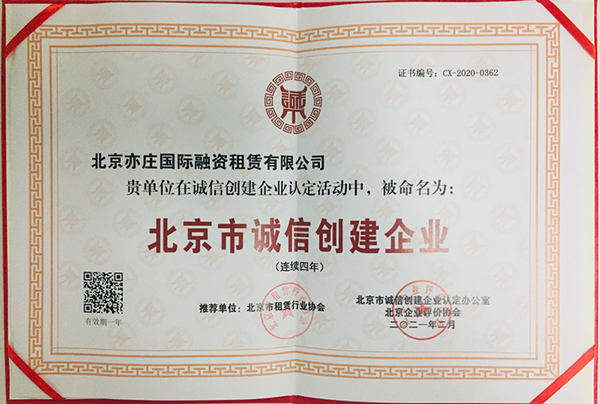 證書編号：CX-2020-0362
誠
北京亦庄国际融资租赁有限公司
贵单位在诚信创建企业认定活动中，被命名为：
北京市诚信创建企业
（连续四年）
有效期一年
推荐单位：北京市租赁行业协会
北京市诚信创建企业认定办公室
北京企业评价协会
二〇二一年二月